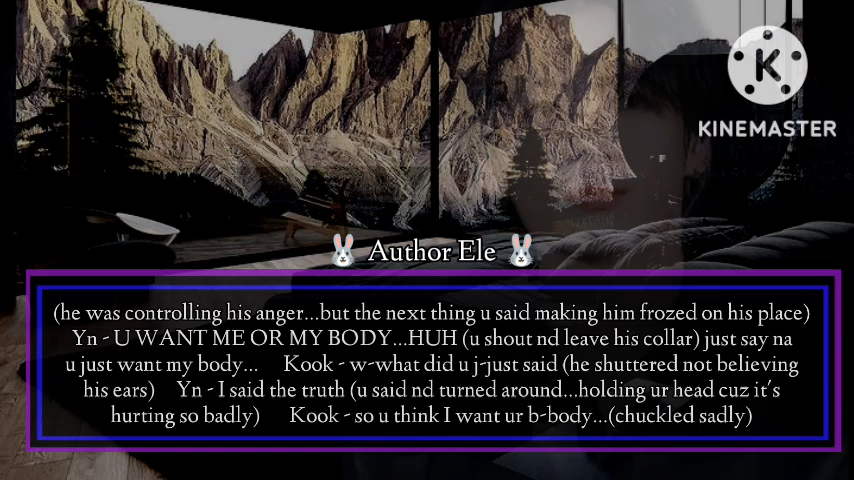 KINEMASTER
🐰 Author Ele 🐰
(he was controlling his anger...but the next thing u said making him frozed on his place)
Yn - U WANT ME OR MY BODY...HUH (u shout nd leave his collar) just say na
u just want my body... Kook - w-what did u j-just said (he shuttered not believing
his ears) Yn - I said the truth (u said nd turned around...holding ur head cuz it's
hurting so badly) Kook - so u think I want ur b-body...(chuckled sadly)